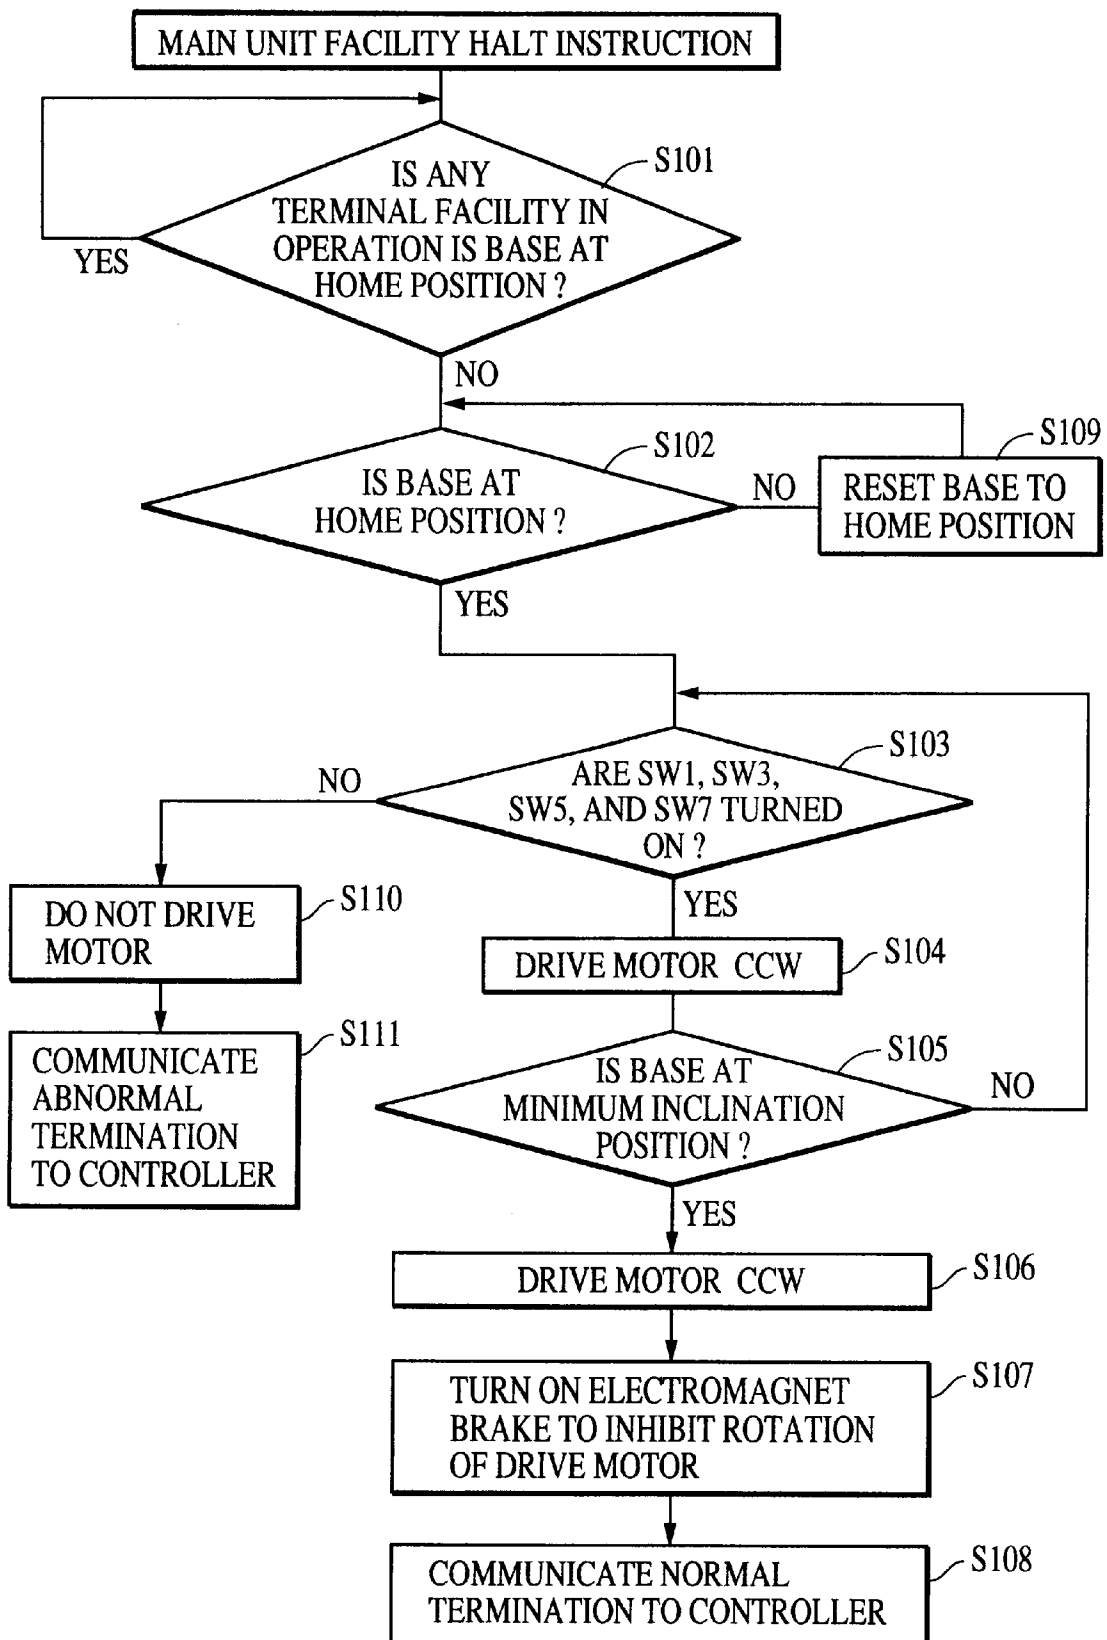 MAIN UNIT FACILITY HALT INSTRUCTION
S101
IS ANY
TERMINAL FACILITY IN
OPERATION IS BASE AT
HOME POSITION ?
YES
NO
S102
IS BASE AT
HOME POSITION ?
NO
S109
RESET BASE TO
HOME POSITION
YES
S103
ARE SW1, SW3,
SW5, AND SW7 TURNED
ON ?
NO
YES
S110
DO NOT DRIVE
MOTOR
S104
DRIVE MOTOR CCW
S111
COMMUNICATE
ABNORMAL
TERMINATION
TO CONTROLLER
S105
IS BASE AT
MINIMUM INCLINATION
POSITION ?
NO
YES
S106
DRIVE MOTOR CCW
S107
TURN ON ELECTROMAGNET
BRAKE TO INHIBIT ROTATION
OF DRIVE MOTOR
S108
COMMUNICATE NORMAL
TERMINATION TO CONTROLLER